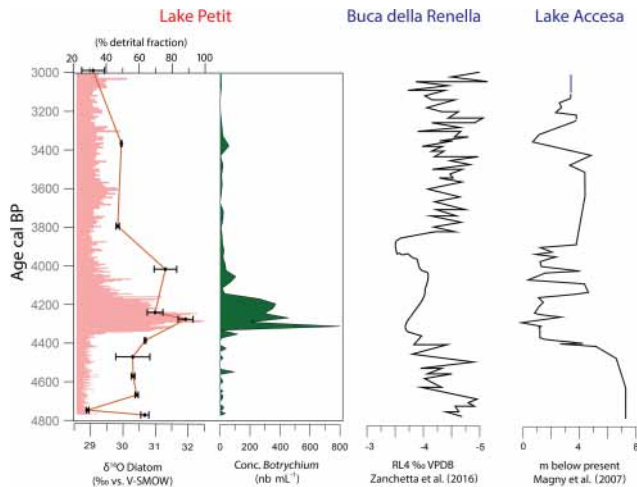 Lake Petit
Buca della Renella
Lake Accesa
(% detrital fraction)
20 40 60 80 100
Age cal BP
3000
3200
3400
3600
3800
4000
4200
4400
4600
4800
29 30 32 33
0 200 400 600 800
-3 -4 -5
0 4 8
δ¹⁸O Diatom
(‰ vs. V-SMOW)
Conc. Botrychium
(nb mL⁻¹)
RL4 ‰ VPDB
Zanchetta et al. (2016)
m below present
Magny et al. (2007)